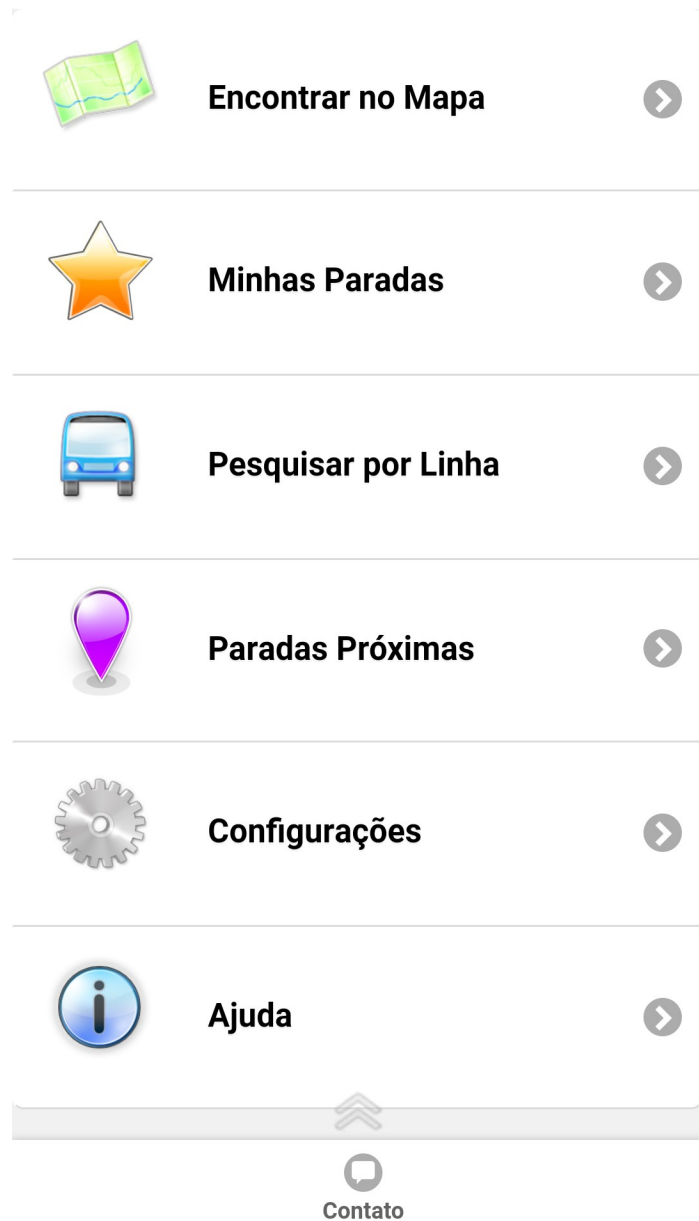 Encontrar no Mapa
Minhas Paradas
Pesquisar por Linha
Paradas Próximas
Configurações
Ajuda
Contato